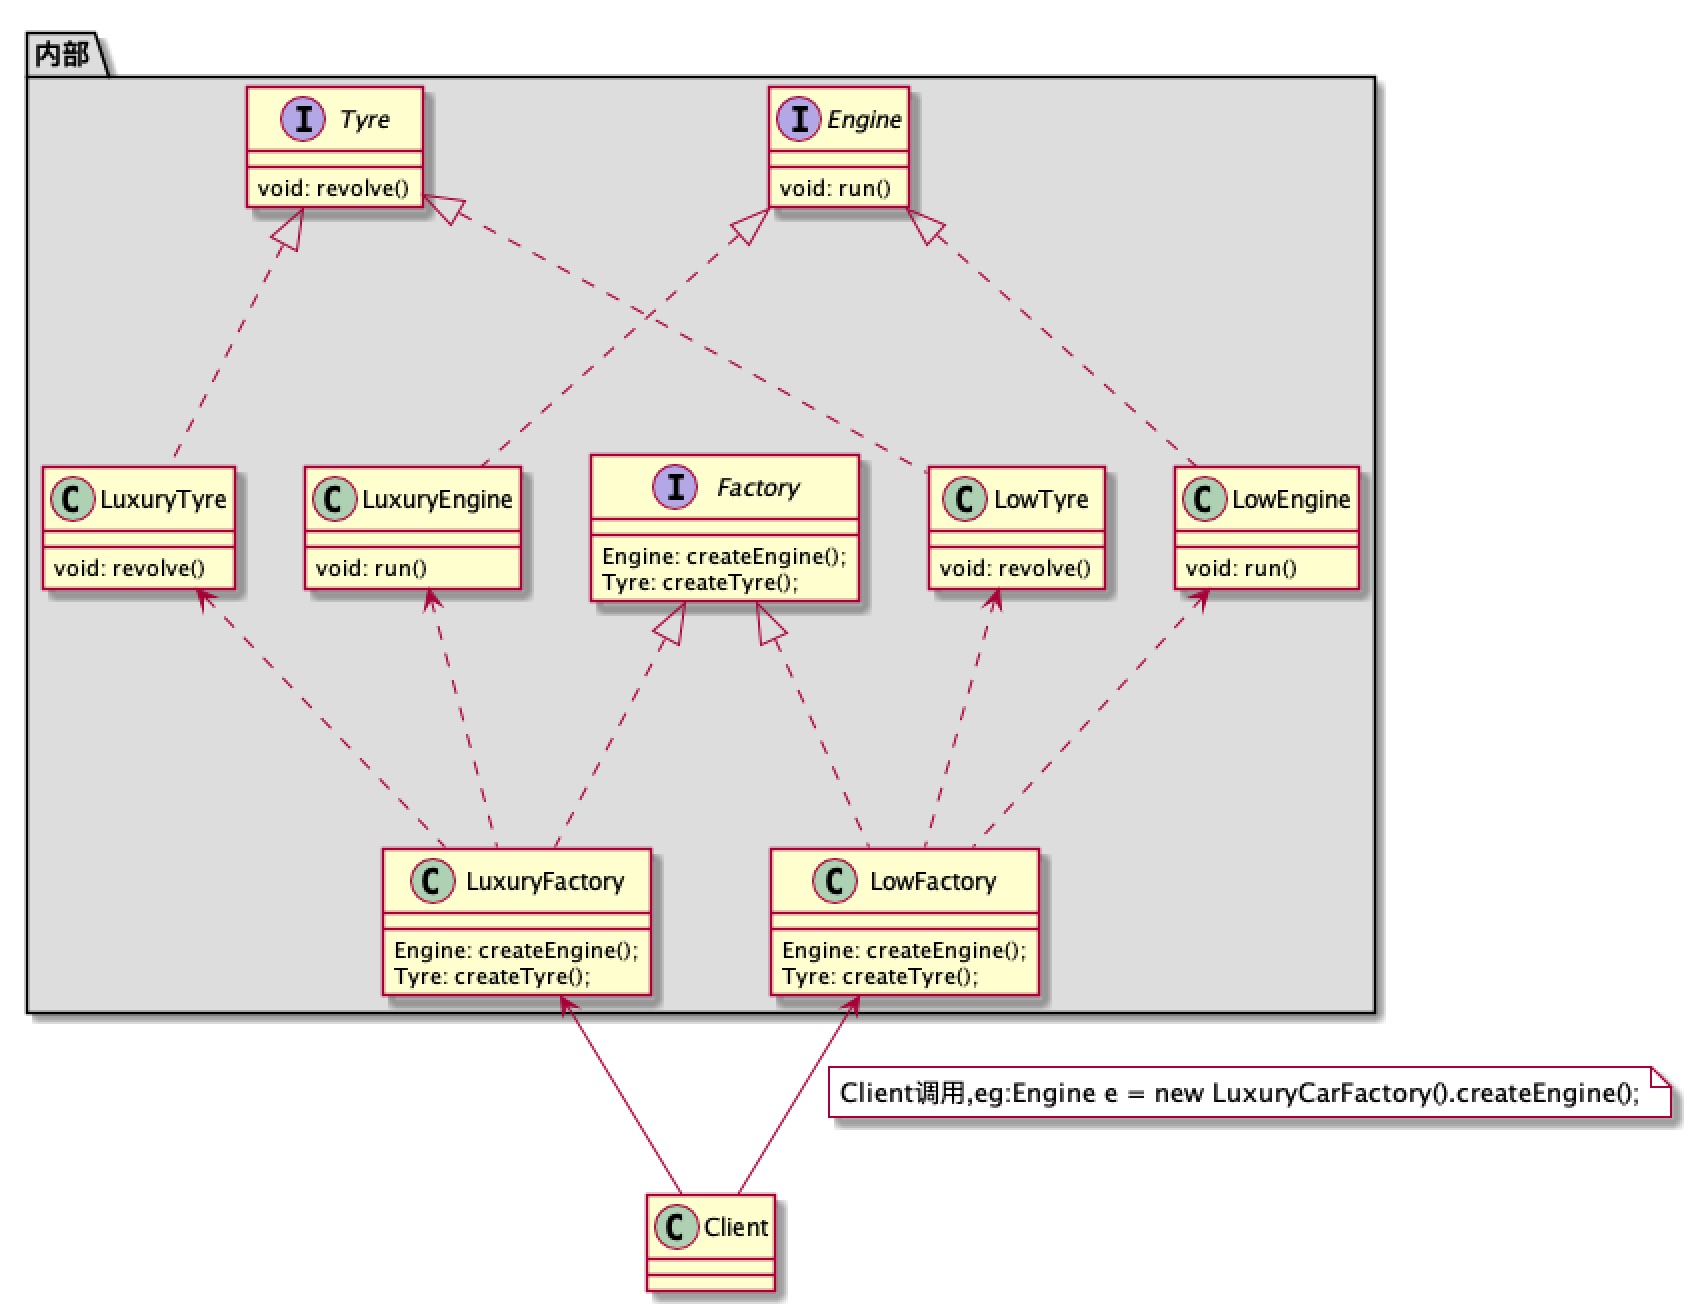 内部
I Tyre
void: revolve()
I Engine
void: run()
C LuxuryTyre
void: revolve()
C LuxuryEngine
void: run()
I Factory
Engine: createEngine();
Tyre: createTyre();
C LowTyre
void: revolve()
C LowEngine
void: run()
C LuxuryFactory
Engine: createEngine();
Tyre: createTyre();
C LowFactory
Engine: createEngine();
Tyre: createTyre();
Client调用,eg:Engine e = new LuxuryCarFactory().createEngine();
C Client